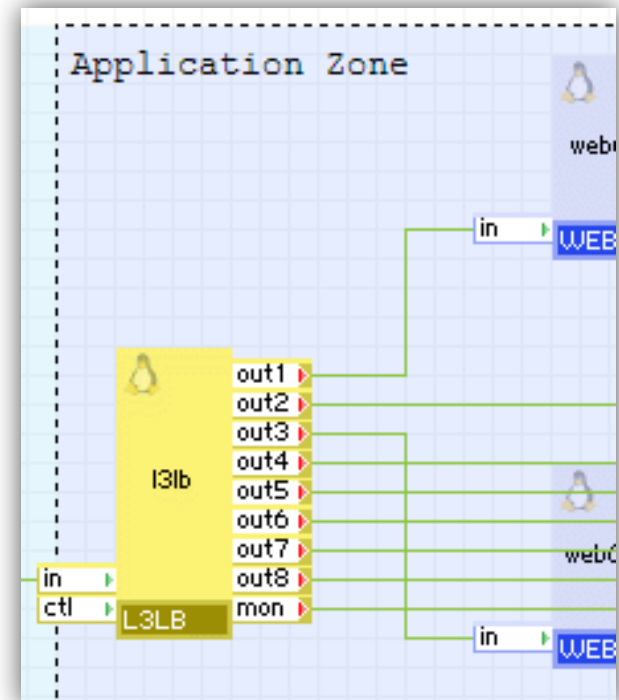 Application Zone
in
WEB
out1
out2
out3
l3lb
out4
out5
out6
out7
in
out8
ctl
mon
L3LB
in
WEB